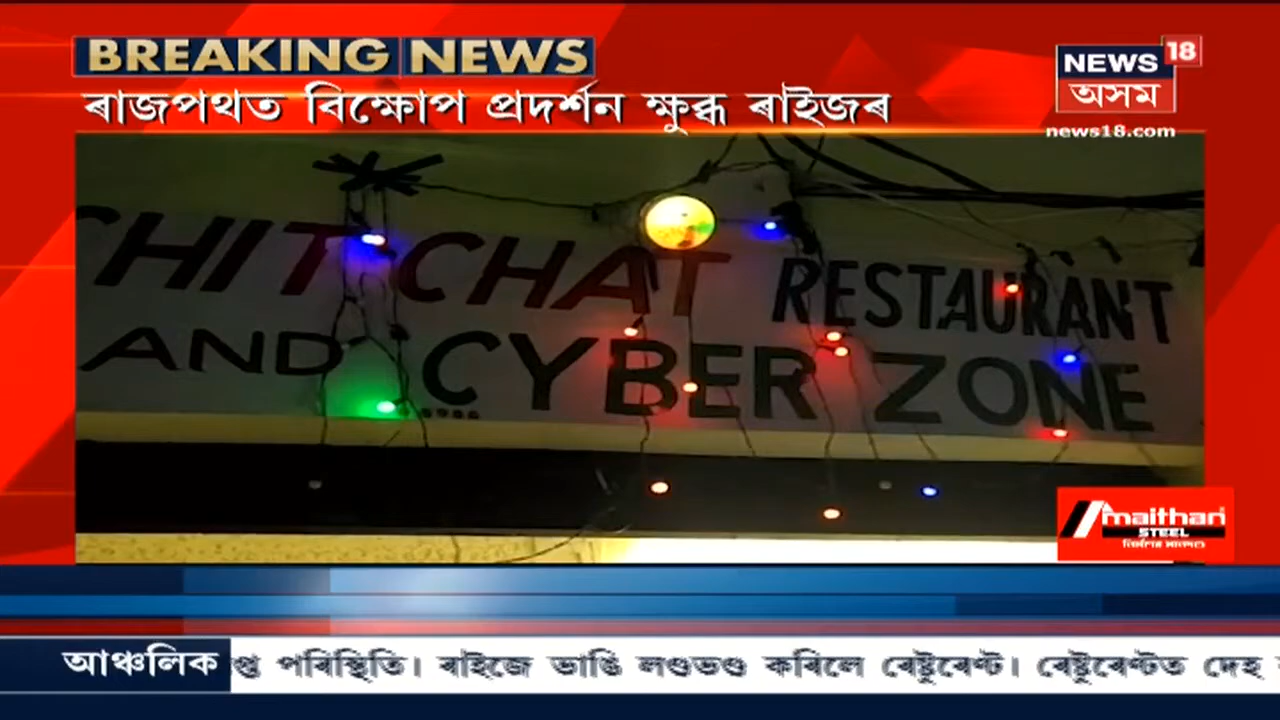 BREAKING NEWS
ৰাজপথত বিক্ষোপ প্ৰদৰ্শন ক্ষুব্ধ ৰাইজৰ
NEWS 18
অসম
news18.com
CHIT CHAT RESTAURANT
AND CYBER ZONE
maithan
STEEL
আঞ্চলিক
প্ত পৰিস্থিতি। ৰাইজে ভাঙি লণ্ডভণ্ড কৰিলে ৰেষ্টুৰেণ্ট। ৰেষ্টুৰেণ্টত দেহ